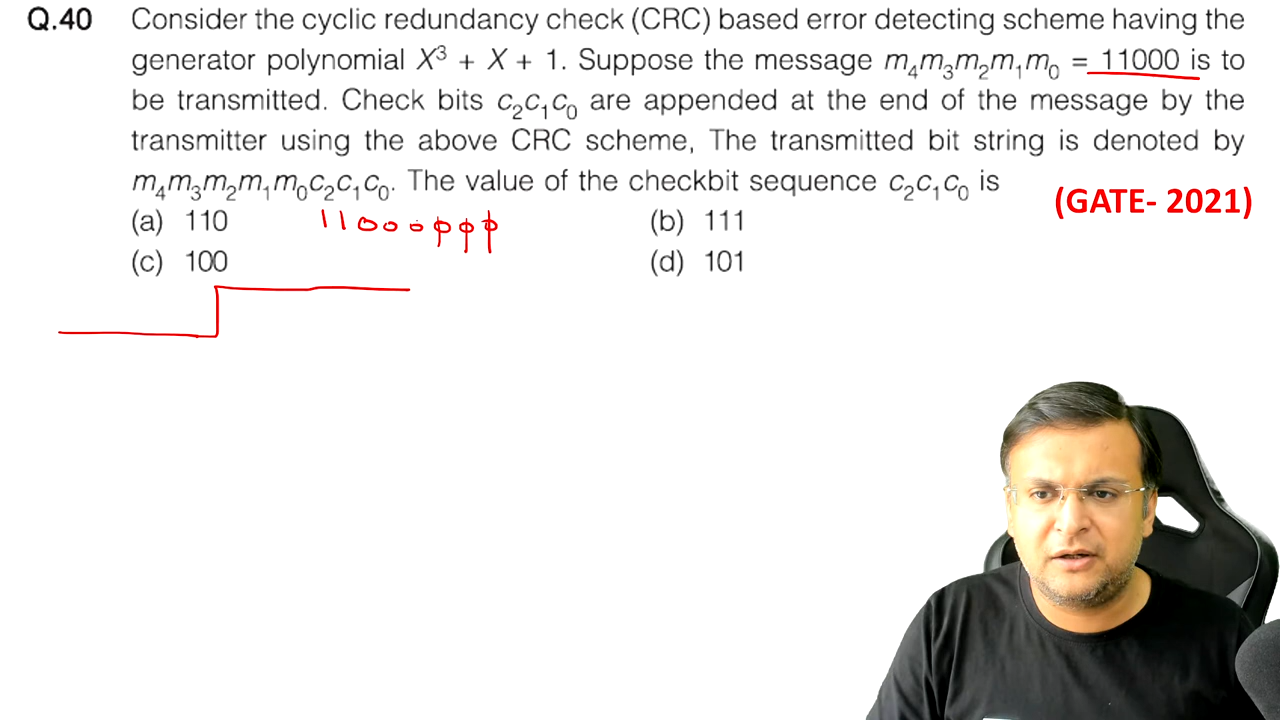 Q.40 Consider the cyclic redundancy check (CRC) based error detecting scheme having the
generator polynomial X³ + X + 1. Suppose the message m₄m₃m₂m₁m₀ = 11000 is to
be transmitted. Check bits c₂c₁c₀ are appended at the end of the message by the
transmitter using the above CRC scheme, The transmitted bit string is denoted by
m₄m₃m₂m₁m₀c₂c₁c₀. The value of the checkbit sequence c₂c₁c₀ is
(GATE- 2021)
(a) 110 (b) 111
11000000
(c) 100 (d) 101